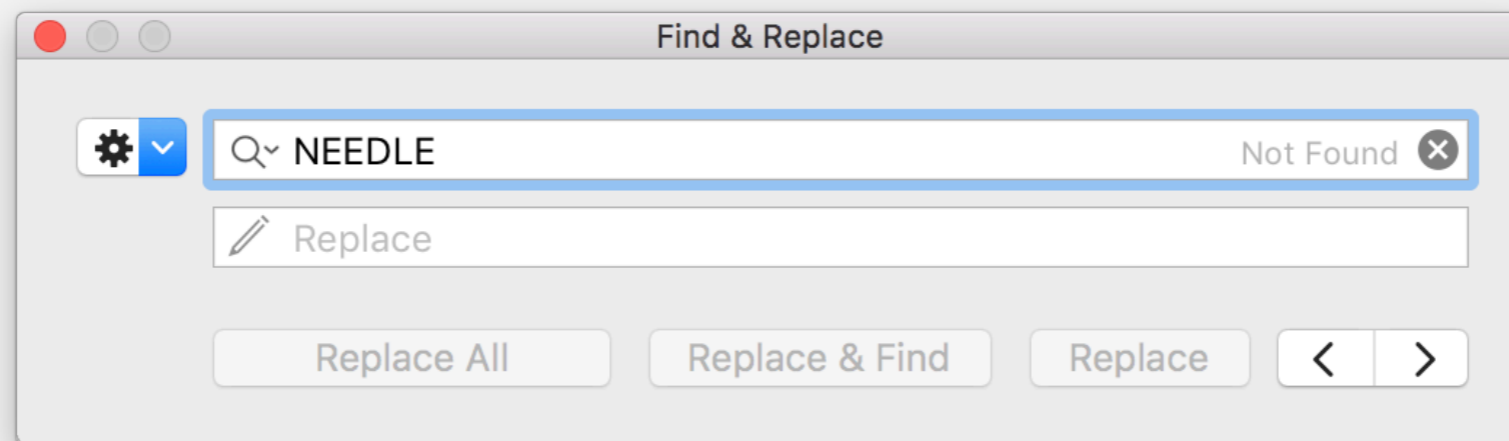 Find & Replace
NEEDLE Not Found
Replace
Replace All Replace & Find Replace